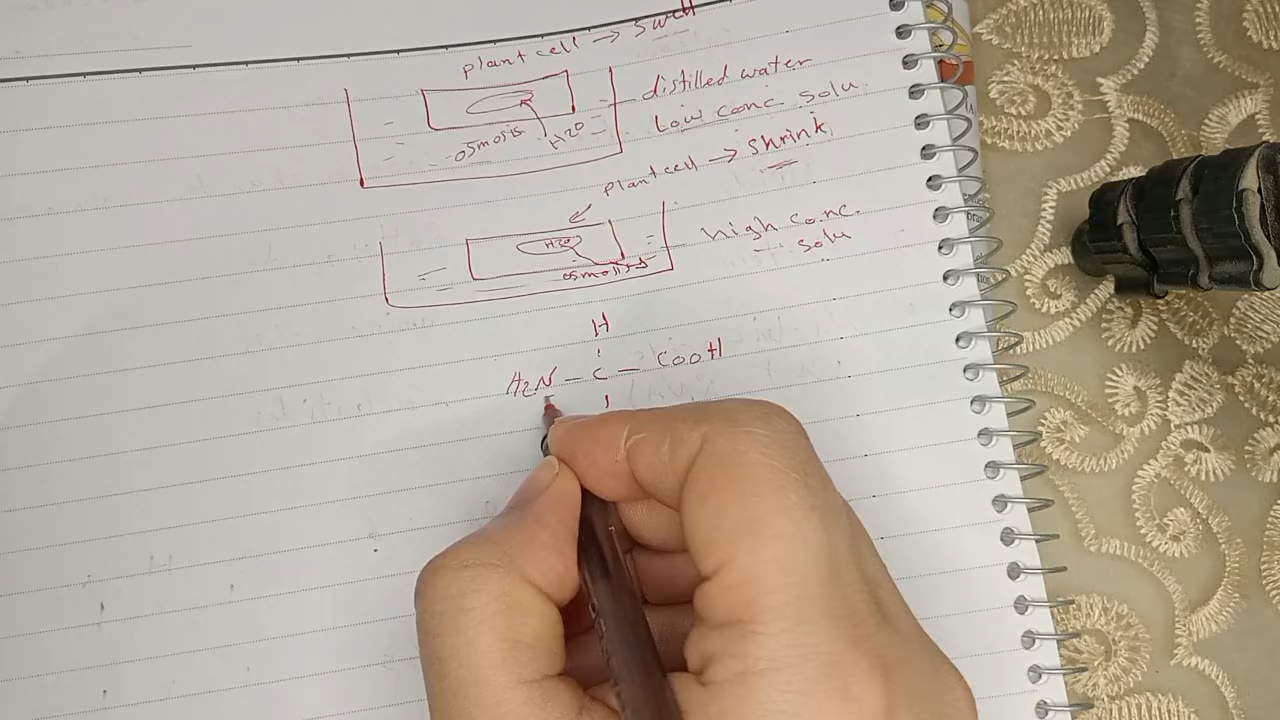 plant cell → swell
distilled water
osmosis H2O
Low conc solu.
plant cell → shrink
high conc.
H2O
solu
osmosis
H
H2N – C – COOH